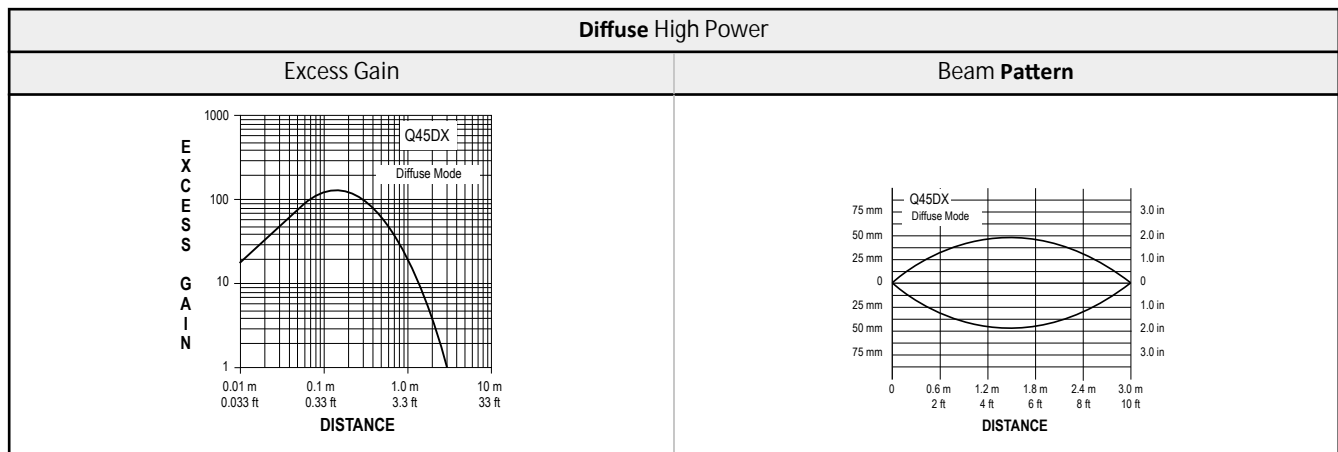 Diffuse High Power
Excess Gain
Beam Pattern
EXCESS GAIN
1000
100
10
1
Q45DX
Diffuse Mode
0.01 m
0.1 m
1.0 m
10 m
0.033 ft
0.33 ft
3.3 ft
33 ft
DISTANCE
Q45DX
Diffuse Mode
75 mm
50 mm
25 mm
0
25 mm
50 mm
75 mm
3.0 in
2.0 in
1.0 in
0
1.0 in
2.0 in
3.0 in
0
0.6 m
1.2 m
1.8 m
2.4 m
3.0 m
2 ft
4 ft
6 ft
8 ft
10 ft
DISTANCE